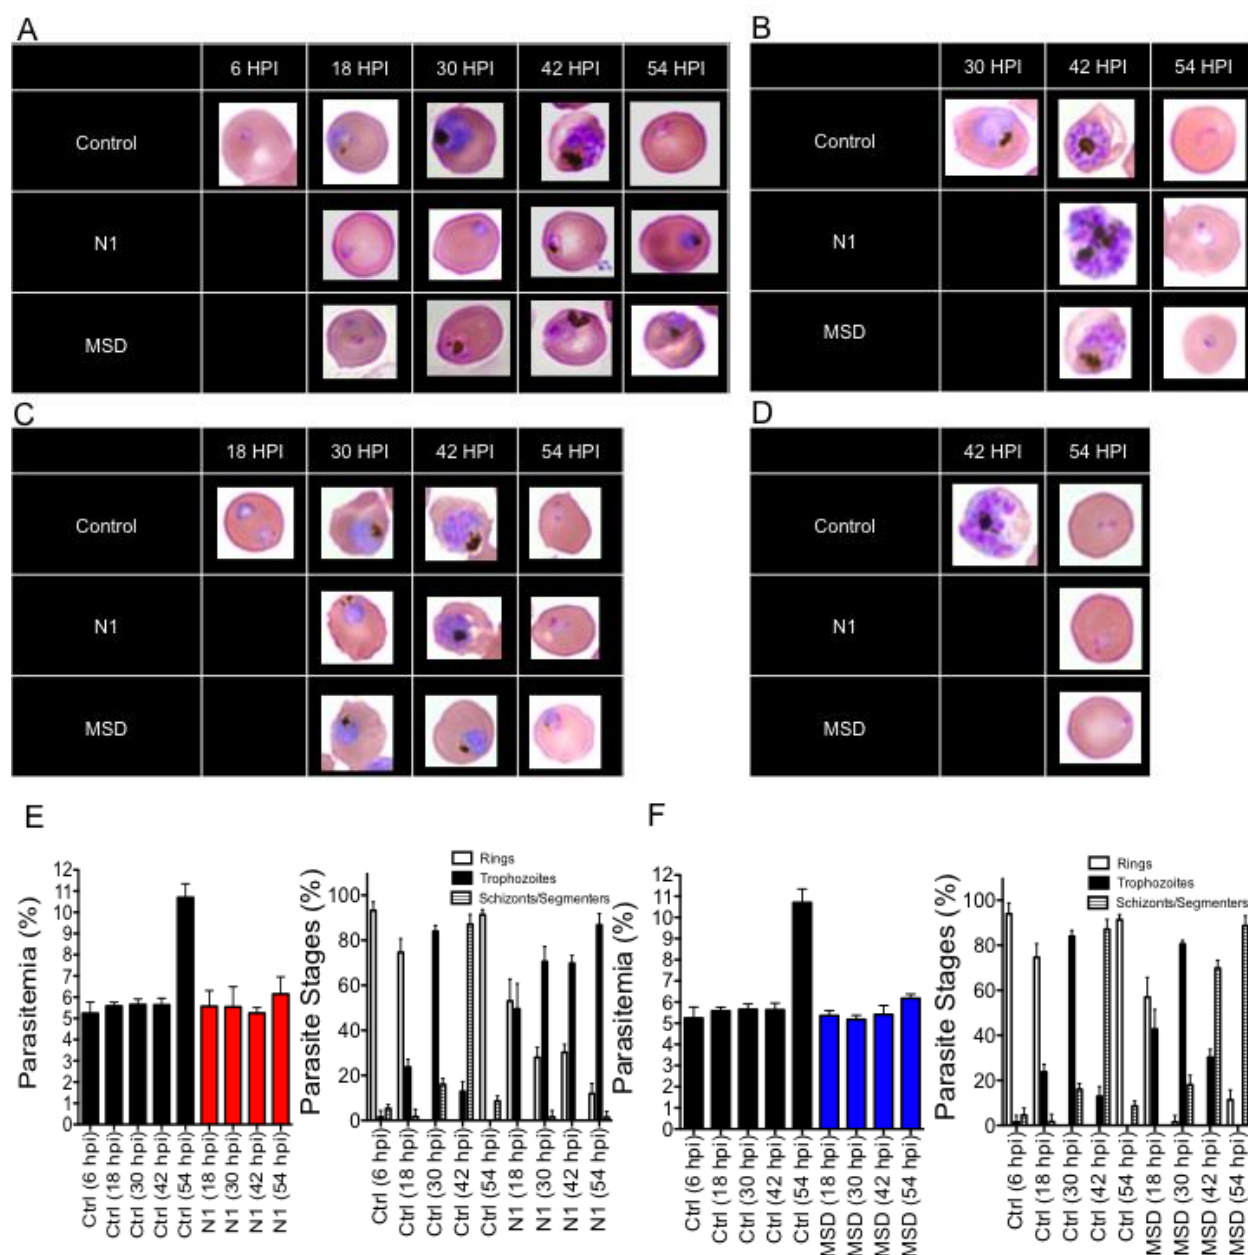 A
6 HPI 18 HPI 30 HPI 42 HPI 54 HPI
Control
N1
MSD
B
30 HPI 42 HPI 54 HPI
Control
N1
MSD
C
18 HPI 30 HPI 42 HPI 54 HPI
Control
N1
MSD
D
42 HPI 54 HPI
Control
N1
MSD
E
Parasitemia (%)
12
11
10
9
8
7
6
5
4
3
2
1
0
Ctrl (6 hpi)
Ctrl (18 hpi)
Ctrl (30 hpi)
Ctrl (42 hpi)
Ctrl (54 hpi)
N1 (18 hpi)
N1 (30 hpi)
N1 (42 hpi)
N1 (54 hpi)
Rings
Trophozoites
Schizonts/Segmenters
Parasite Stages (%)
100
80
60
40
20
0
Ctrl (6 hpi)
Ctrl (18 hpi)
Ctrl (30 hpi)
Ctrl (42 hpi)
Ctrl (54 hpi)
N1 (18 hpi)
N1 (30 hpi)
N1 (42 hpi)
N1 (54 hpi)
F
Parasitemia (%)
12
11
10
9
8
7
6
5
4
3
2
1
0
Ctrl (6 hpi)
Ctrl (18 hpi)
Ctrl (30 hpi)
Ctrl (42 hpi)
Ctrl (54 hpi)
MSD (18 hpi)
MSD (30 hpi)
MSD (42 hpi)
MSD (54 hpi)
Rings
Trophozoites
Schizonts/Segmenters
Parasite Stages (%)
100
80
60
40
20
0
Ctrl (6 hpi)
Ctrl (18 hpi)
Ctrl (30 hpi)
Ctrl (42 hpi)
Ctrl (54 hpi)
MSD (18 hpi)
MSD (30 hpi)
MSD (42 hpi)
MSD (54 hpi)